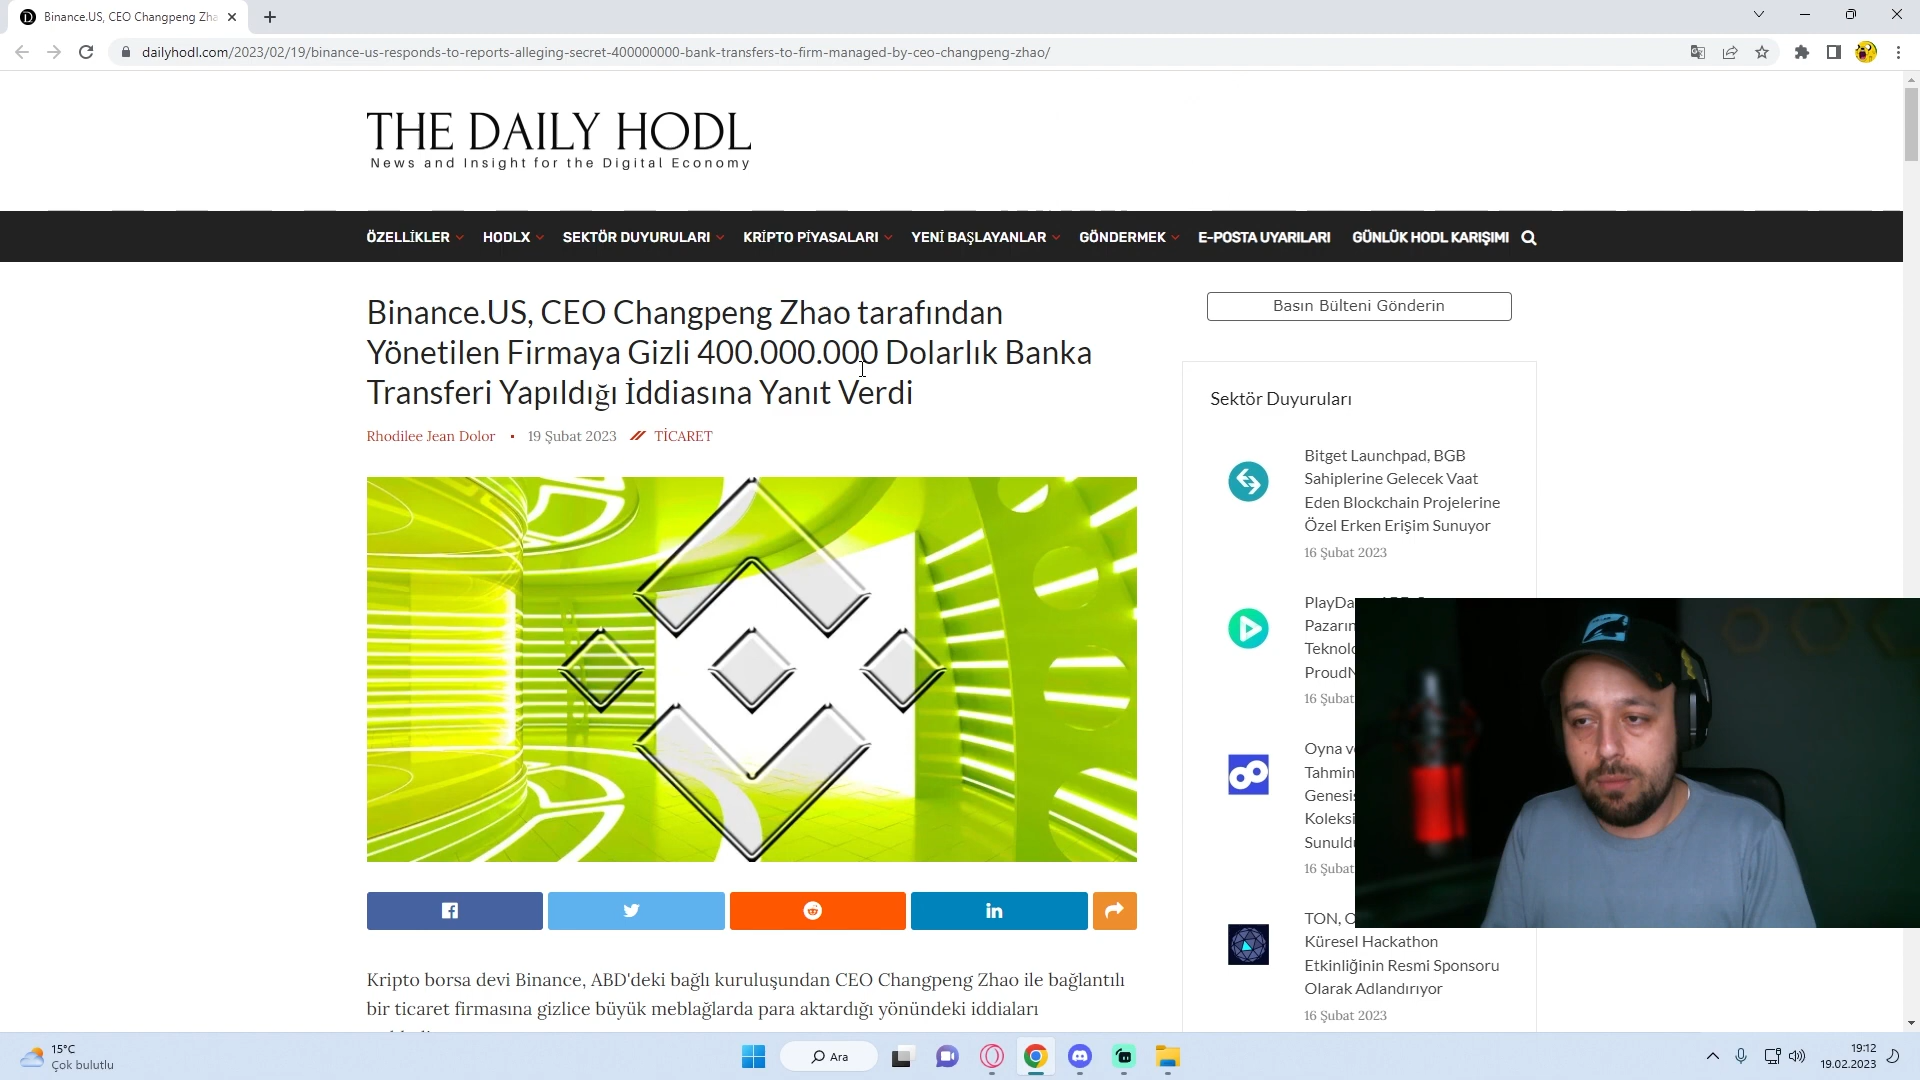 Binance.US, CEO Changpeng Zha
dailyhodl.com/2023/02/19/binance-us-responds-to-reports-alleging-secret-400000000-bank-transfers-to-firm-managed-by-ceo-changpeng-zhao/
THE DAILY HODL
News and Insight for the Digital Economy
ÖZELLİKLER HODLX SEKTÖR DUYURULARI KRİPTO PİYASALARI YENİ BAŞLAYANLAR GÖNDERMEK E-POSTA UYARILARI GÜNLÜK HODL KARIŞIMI
Binance.US, CEO Changpeng Zhao tarafından
Yönetilen Firmaya Gizli 400.000.000 Dolarlık Banka
Transferi Yapıldığı İddiasına Yanıt Verdi
Rhodilee Jean Dolor • 19 Şubat 2023 TİCARET
Kripto borsa devi Binance, ABD'deki bağlı kuruluşundan CEO Changpeng Zhao ile bağlantılı
bir ticaret firmasına gizlice büyük meblağlarda para aktardığı yönündeki iddiaları
Basın Bülteni Gönderin
Sektör Duyuruları
Bitget Launchpad, BGB
Sahiplerine Gelecek Vaat
Eden Blockchain Projelerine
Özel Erken Erişim Sunuyor
16 Şubat 2023
PlayDa
Pazarın
Teknolo
ProudN
16 Şubat
Oyna v
Tahmin
Genesis
Koleksi
Sunuld
16 Şubat
TON,
Küresel Hackathon
Etkinliğinin Resmi Sponsoru
Olarak Adlandırıyor
16 Şubat 2023
15°C
Çok bulutlu
Ara
19:12
19.02.2023